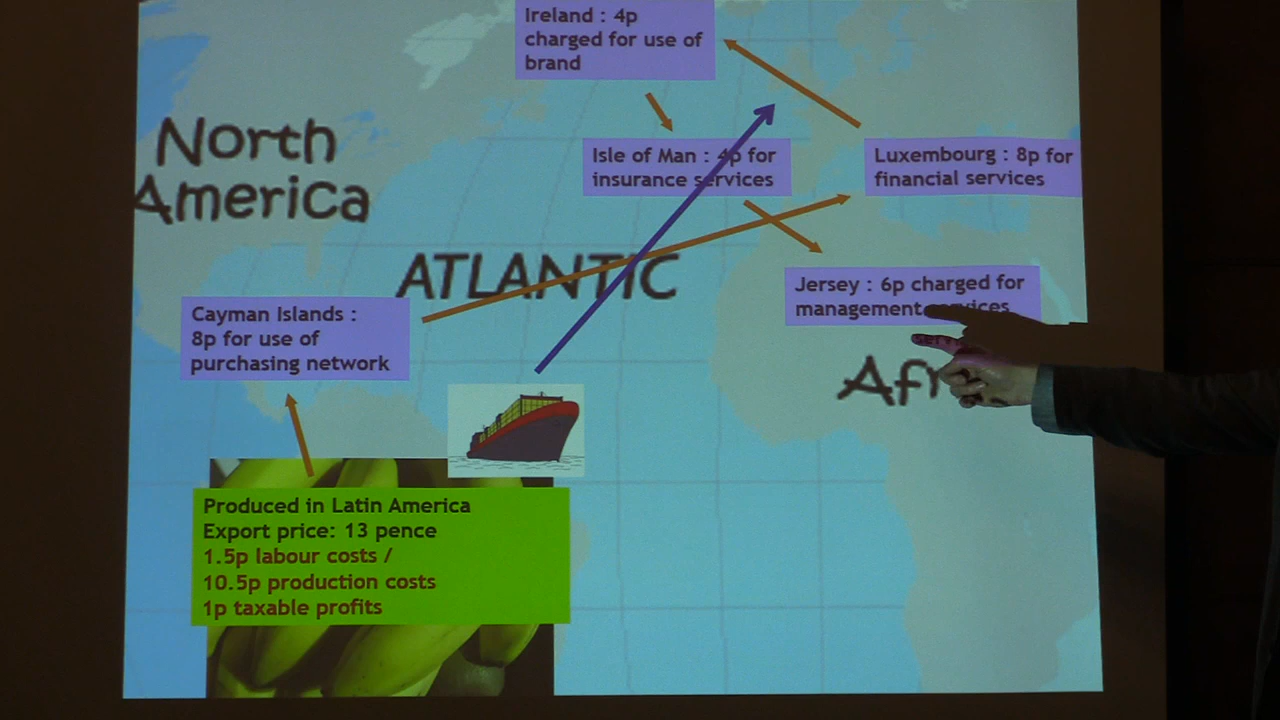 Ireland : 4p
charged for use of
brand
North
America
Isle of Man : 4p for
insurance services
Luxembourg : 8p for
financial services
ATLANTIC
Jersey : 6p charged for
management services
Cayman Islands :
8p for use of
purchasing network
Produced in Latin America
Export price: 13 pence
1.5p labour costs /
10.5p production costs
1p taxable profits